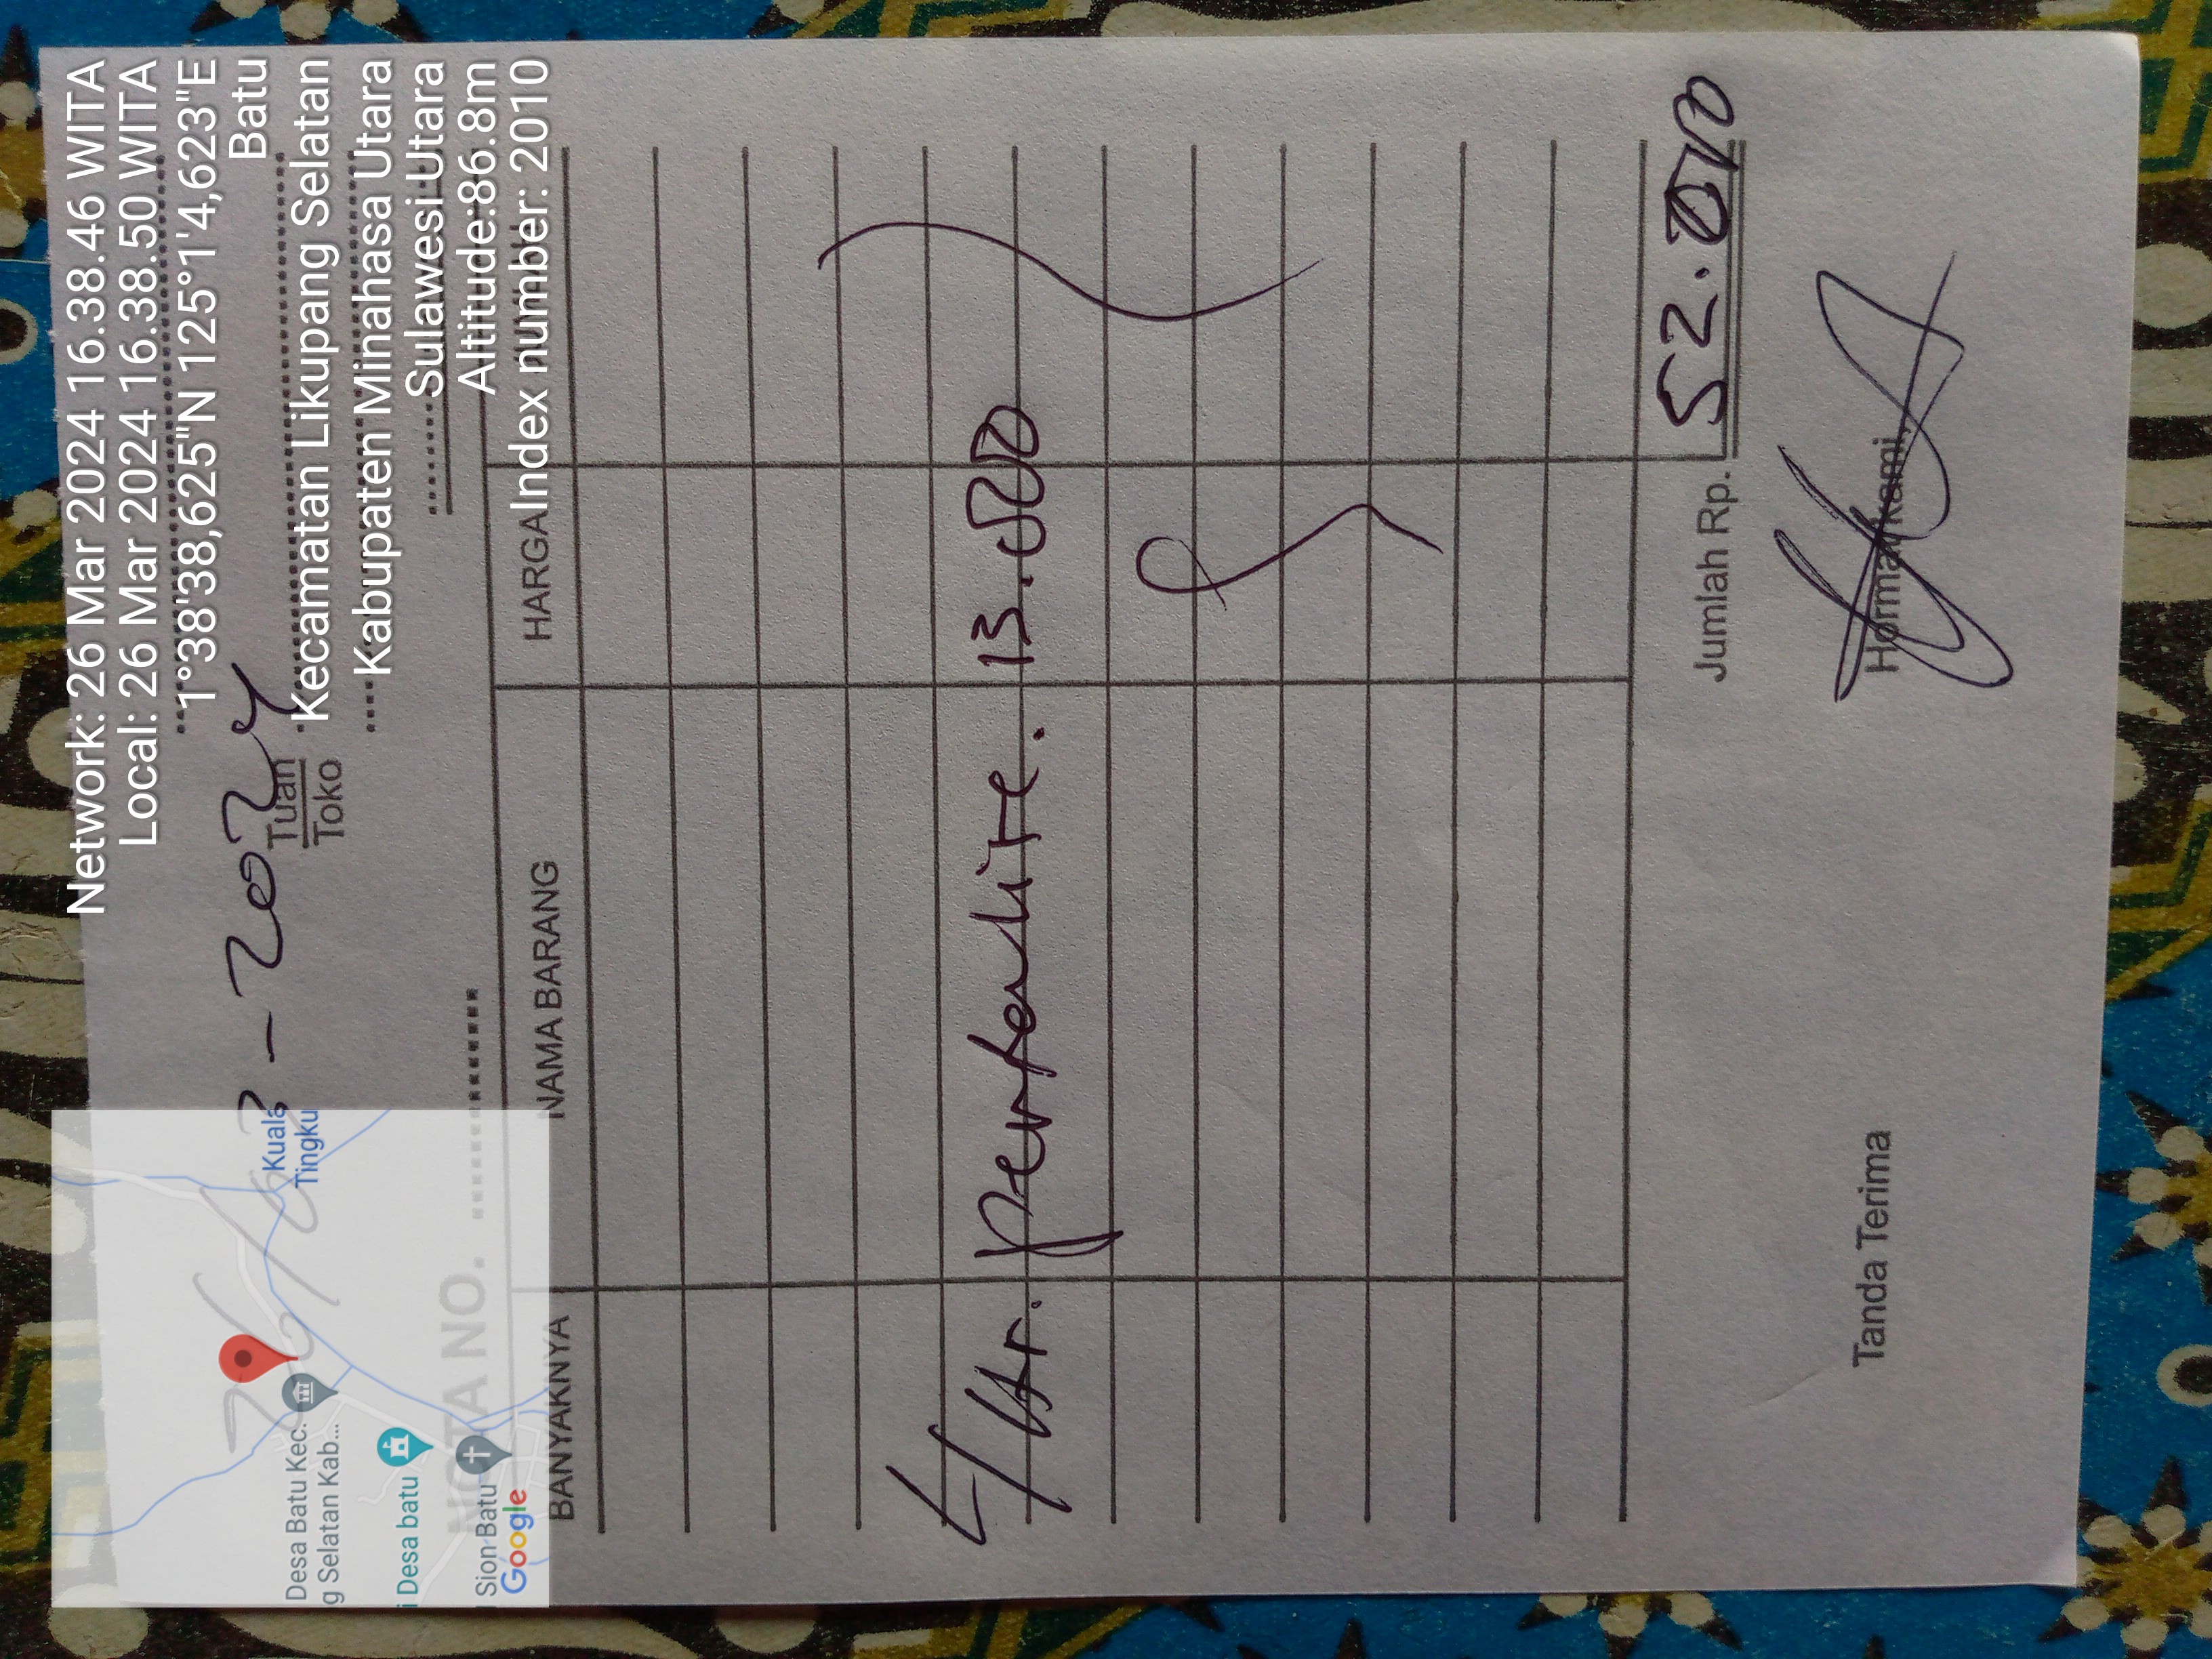 Network: 26 Mar 2024 16.38.46 WITA
Local: 26 Mar 2024 16.38.50 WITA
1°38'38,625"N 125°1'4,623"E
Batu
Kecamatan Likupang Selatan
Kabupaten Minahasa Utara
Sulawesi Utara
Altitude:86.8m
Index number: 2010
26/03 - 2024
Tuan
Toko
Kuala
Tingku
Desa Batu Kec.
g Selatan Kab...
i Desa batu
Sion Batu
Google
NOTA NO.
BANYAKNYA NAMA BARANG HARGA JUMLAH
4 ltr. pertalite. 13.000
Jumlah Rp. 52.000
Tanda Terima Hormat kami,